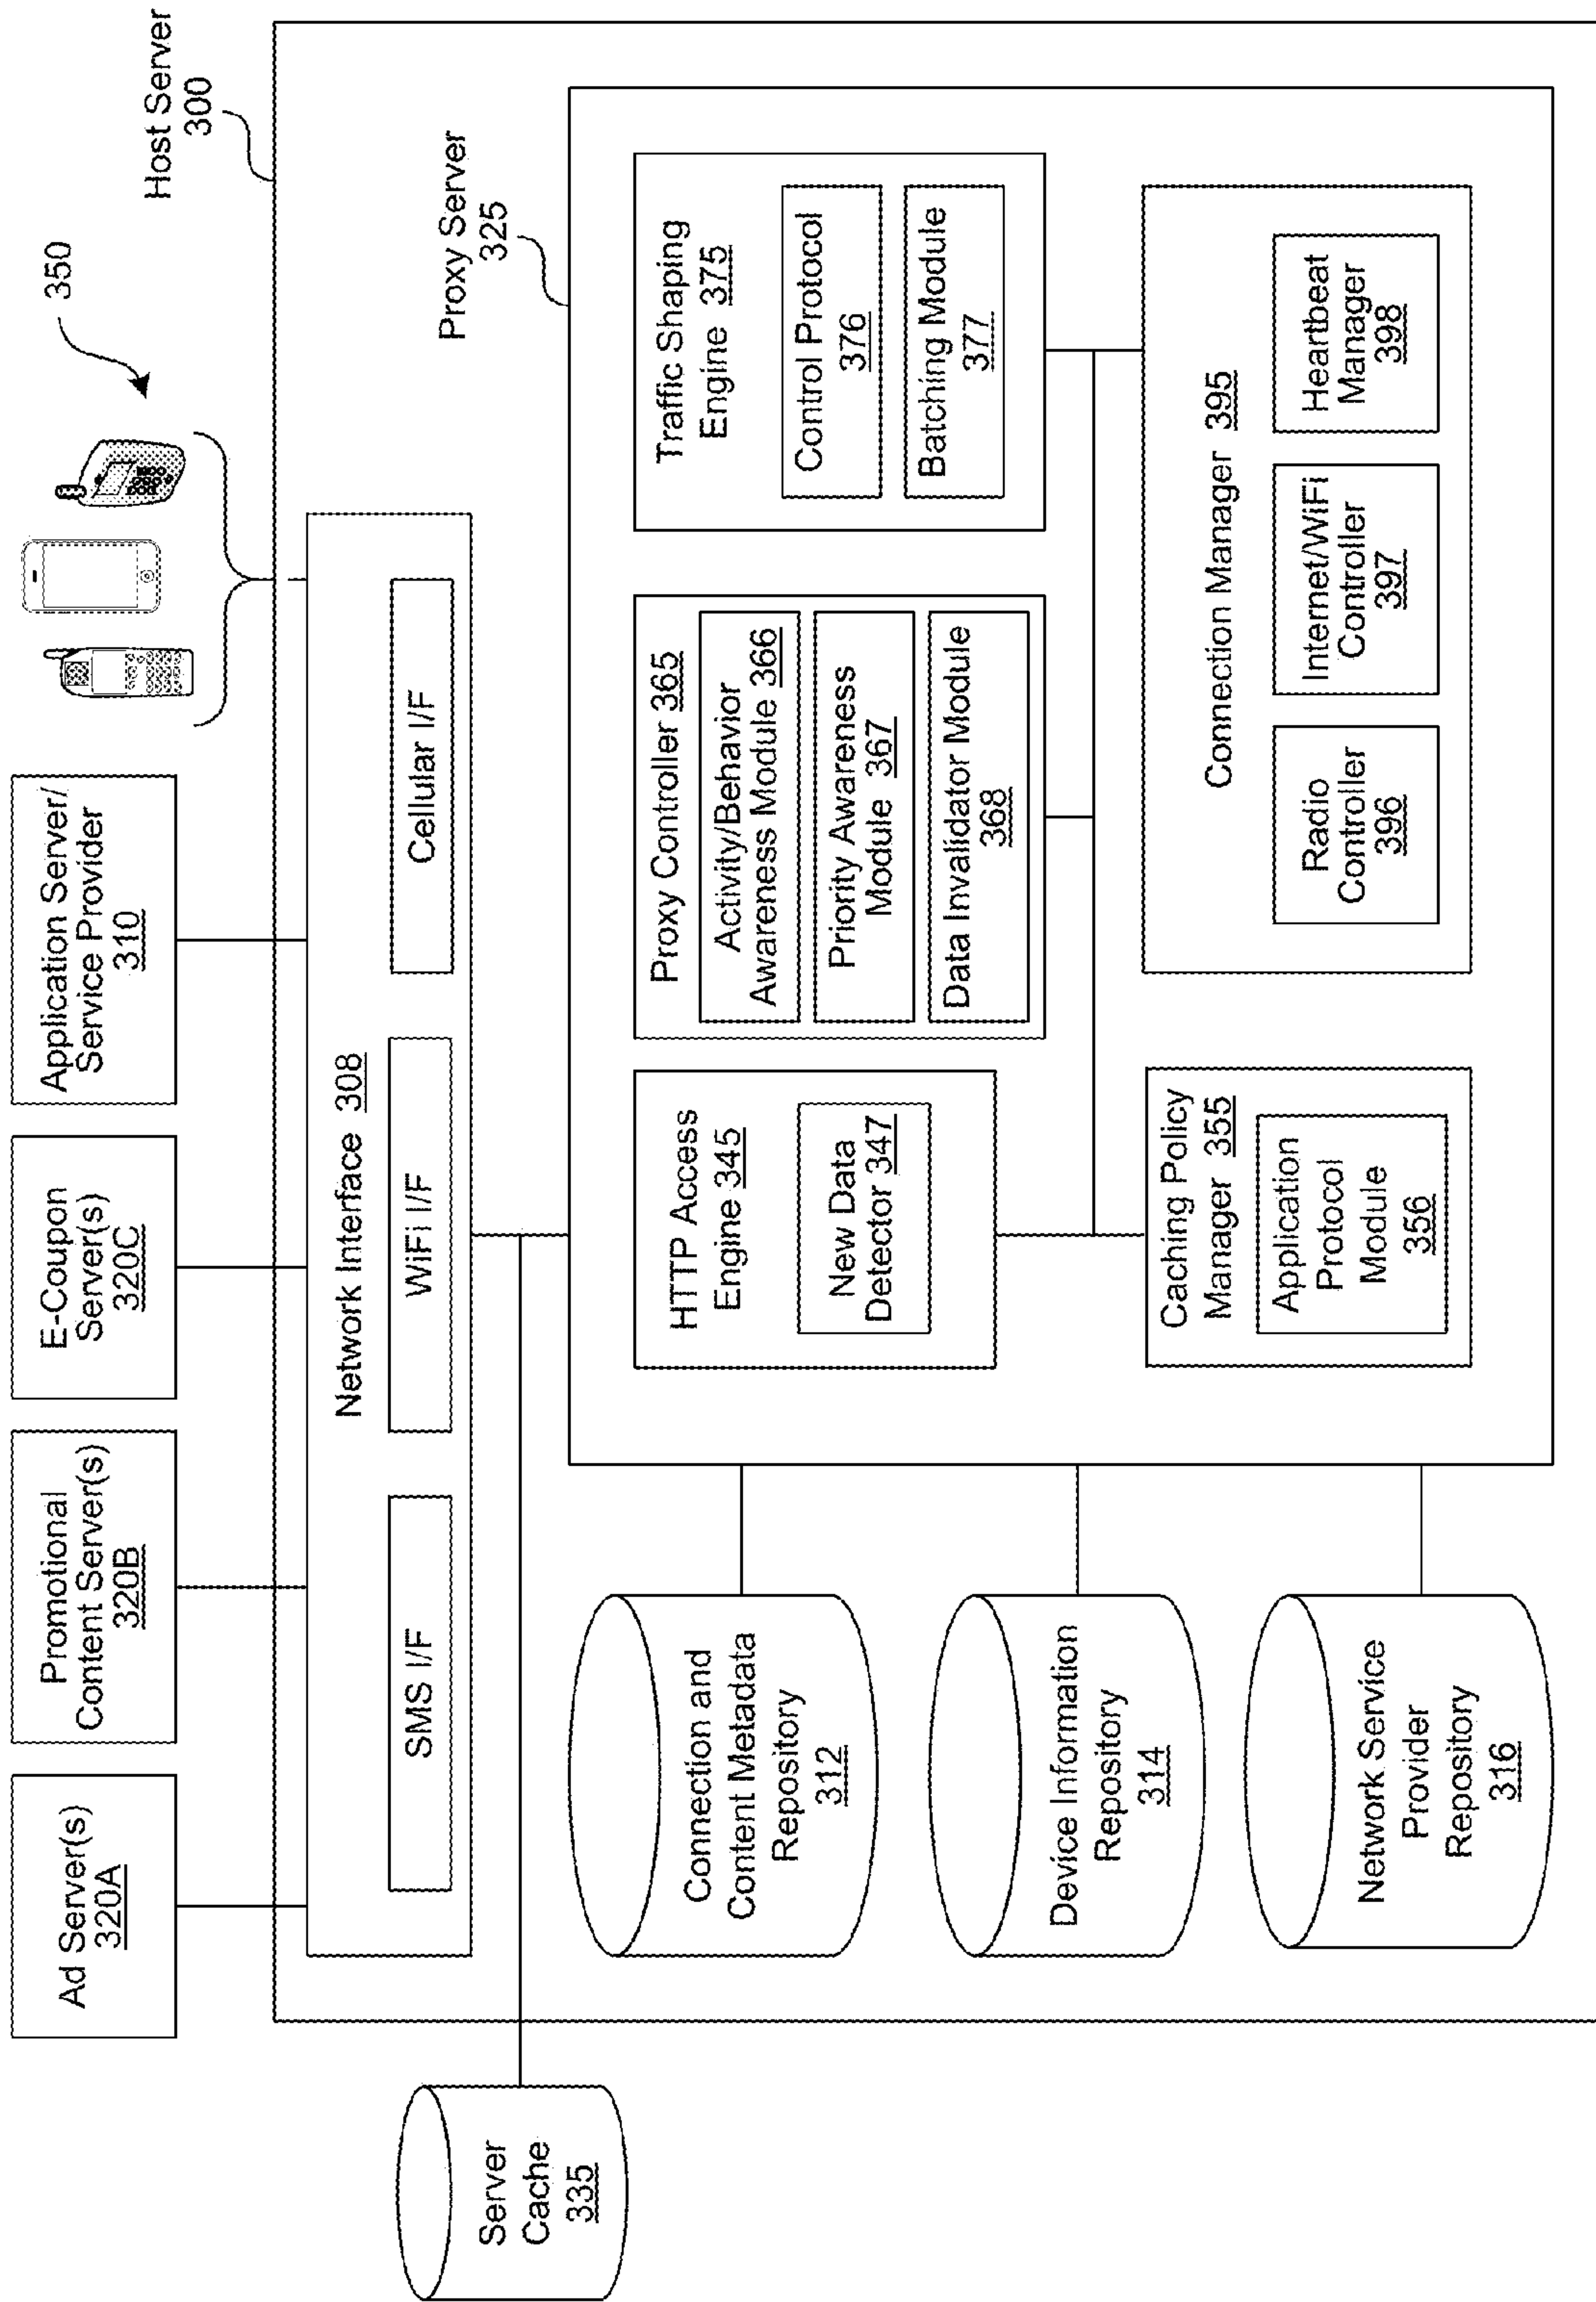 Ad Server(s)
320A
Promotional
Content Server(s)
320B
E-Coupon
Server(s)
320C
Application Server/
Service Provider
310
350
Host Server
300
Network Interface 308
SMS I/F
WiFi I/F
Cellular I/F
Server
Cache
335
Proxy Server
325
Connection and
Content Metadata
Repository
312
Device Information
Repository
314
Network Service
Provider
Repository
316
HTTP Access
Engine 345
New Data
Detector 347
Proxy Controller 365
Activity/Behavior
Awareness Module 366
Priority Awareness
Module 367
Data Invalidator Module
368
Traffic Shaping
Engine 375
Control Protocol
376
Batching Module
377
Caching Policy
Manager 355
Application
Protocol
Module
356
Connection Manager 395
Radio
Controller
396
Internet/WiFi
Controller
397
Heartbeat
Manager
398